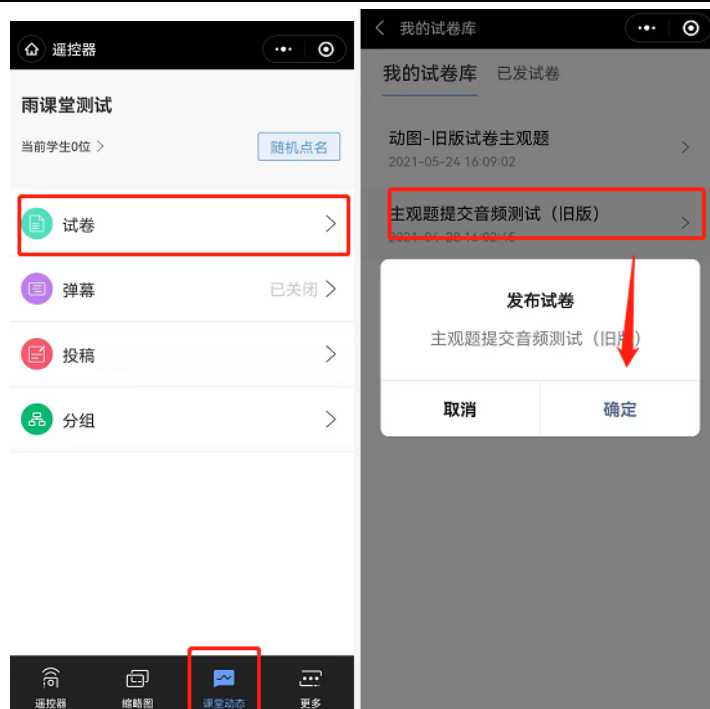 遥控器
雨课堂测试
当前学生0位
随机点名
试卷
弹幕
已关闭
投稿
分组
遥控器
缩略图
课堂动态
更多
我的试卷库
我的试卷库
已发试卷
动图-旧版试卷主观题
2021-05-24 16:09:02
主观题提交音频测试（旧版）
发布试卷
主观题提交音频测试（旧）
取消
确定